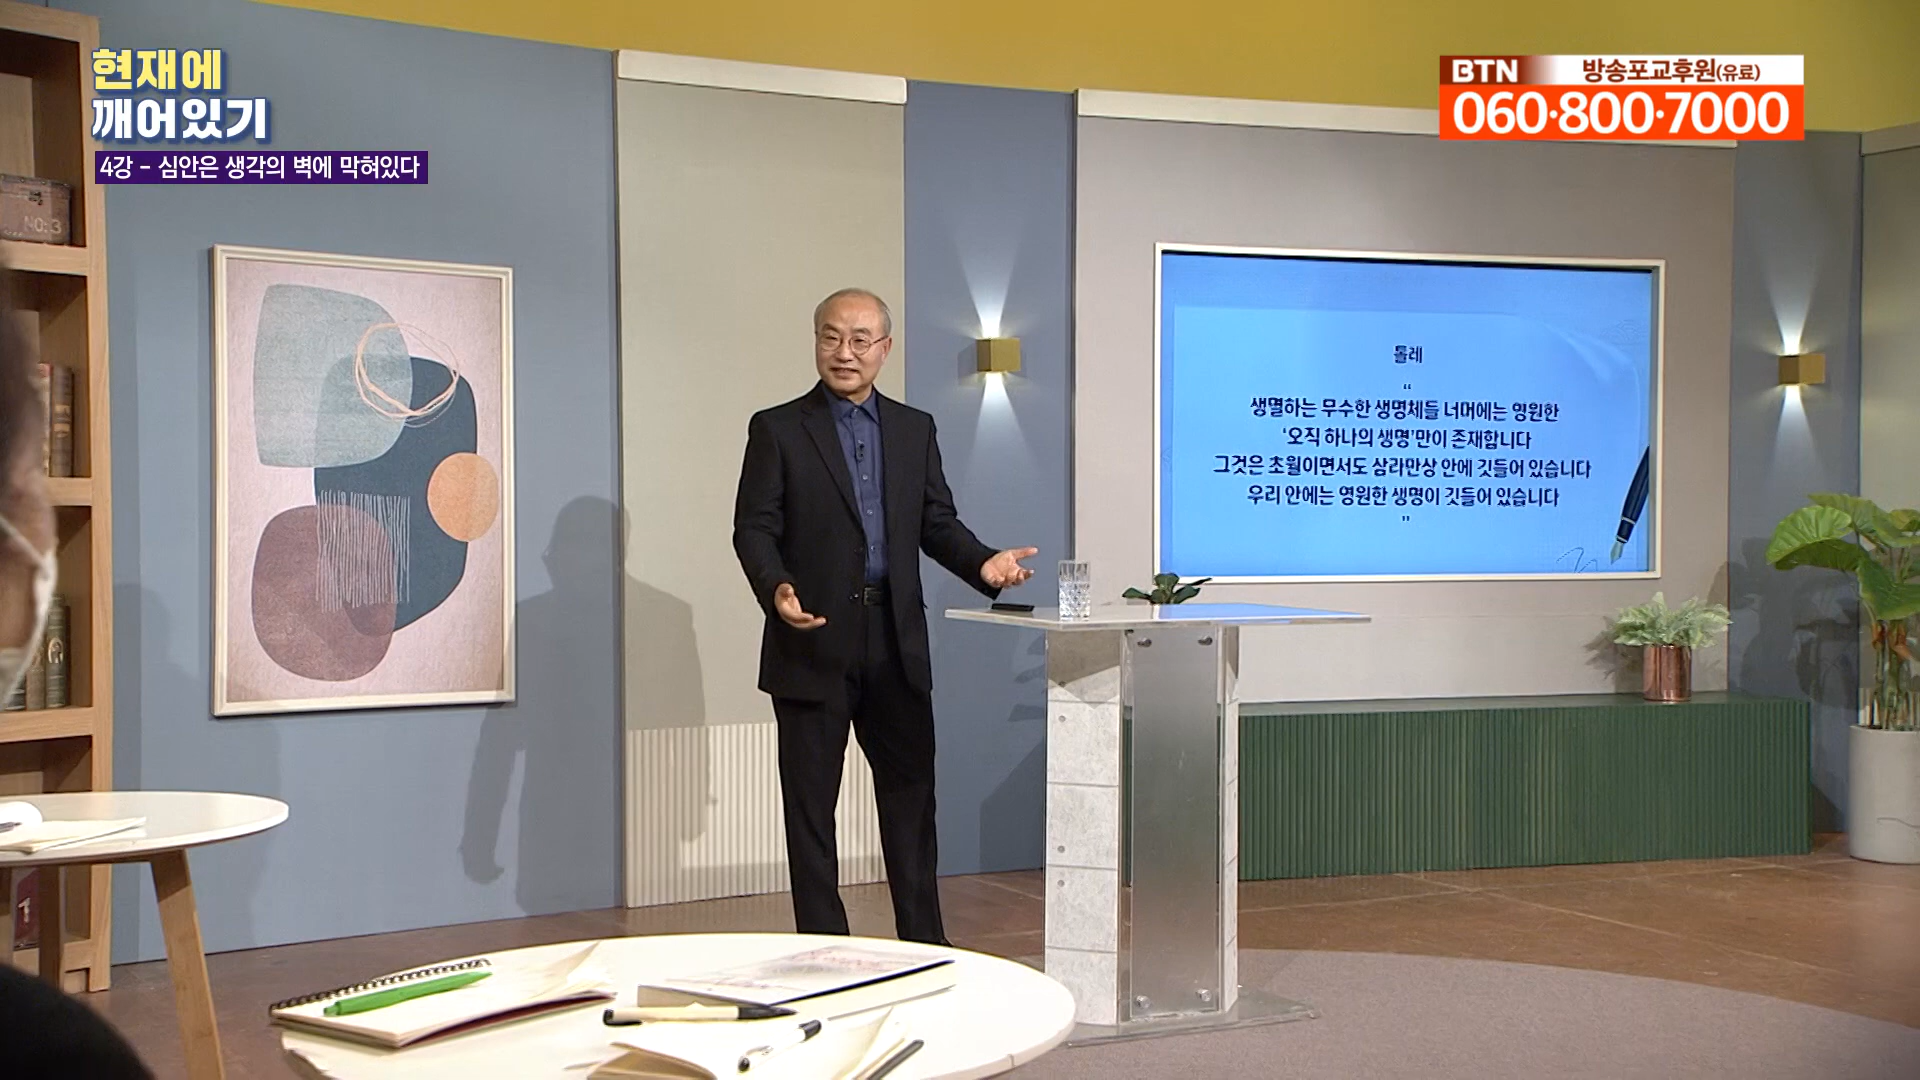 현재에
깨어있기
4강 - 심안은 생각의 벽에 막혀있다
BTN 방송포교후원(유료)
060·800·7000
NO:3
톨레
“
생멸하는 무수한 생명체들 너머에는 영원한
‘오직 하나의 생명’만이 존재합니다
그것은 초월이면서도 삼라만상 안에 깃들어 있습니다
우리 안에는 영원한 생명이 깃들어 있습니다
”